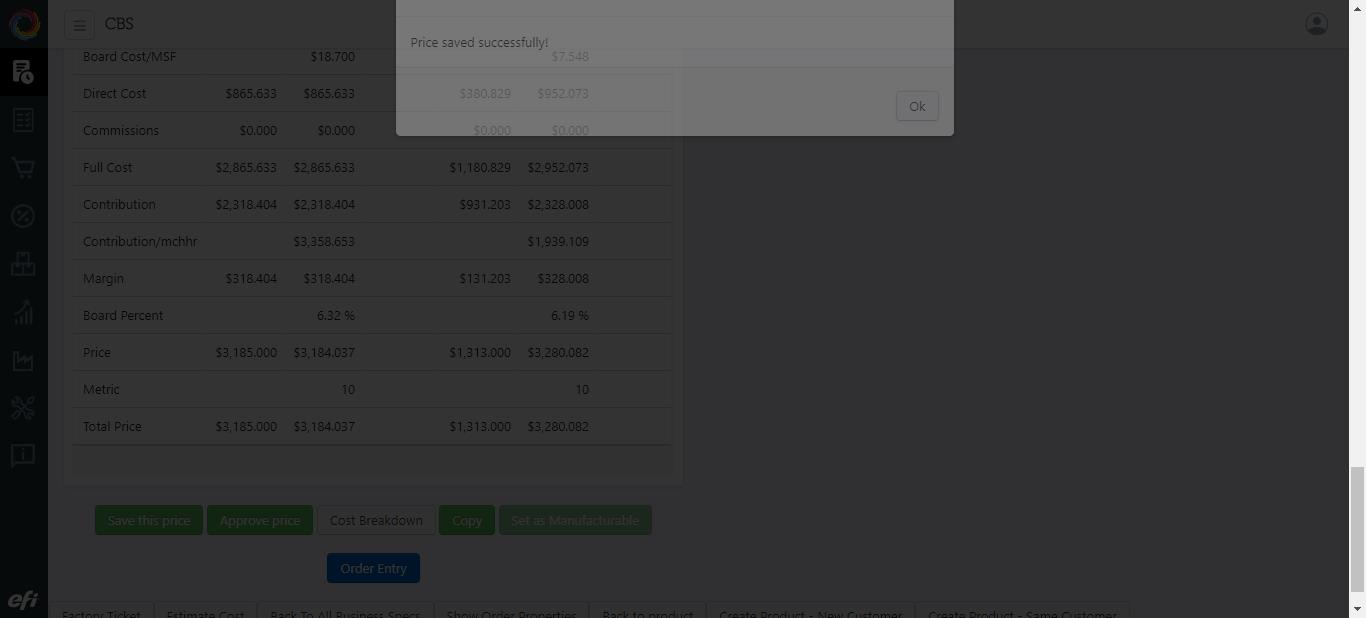 CBS
Price saved successfully!
Ok
Board Cost/MSF $18.700 $7.548
Direct Cost $865.633 $865.633 $380.829 $952.073
Commissions $0.000 $0.000 $0.000 $0.000
Full Cost $2,865.633 $2,865.633 $1,180.829 $2,952.073
Contribution $2,318.404 $2,318.404 $931.203 $2,328.008
Contribution/mchhr $3,358.653 $1,939.109
Margin $318.404 $318.404 $131.203 $328.008
Board Percent 6.32 % 6.19 %
Price $3,185.000 $3,184.037 $1,313.000 $3,280.082
Metric 10 10
Total Price $3,185.000 $3,184.037 $1,313.000 $3,280.082
Save this price Approve price Cost Breakdown Copy Set as Manufacturable
Order Entry
efi
Factory Ticket Estimate Cost Back To All Business Specs Show Order Properties Back to product Create Product - New Customer Create Product - Same Customer